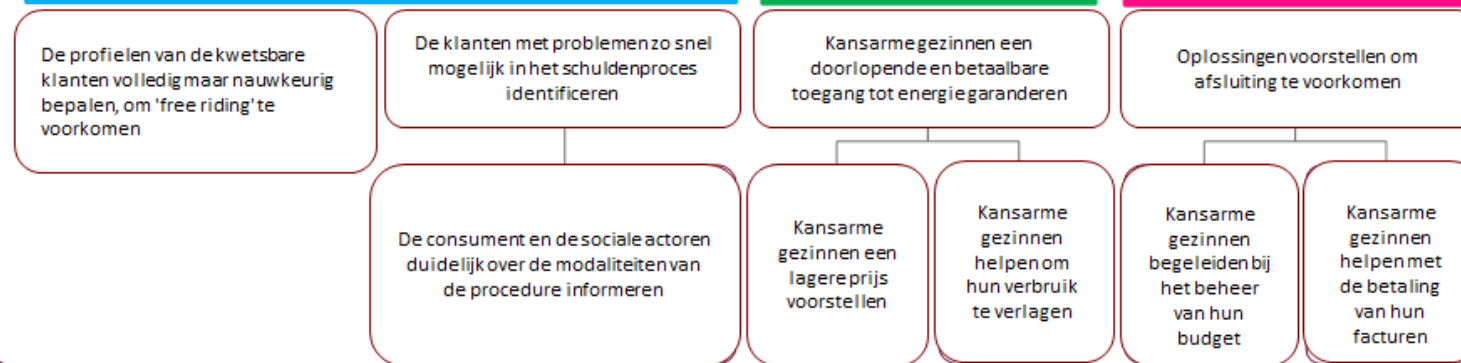 De profielen van de kwetsbare
klanten volledig maar nauwkeurig
bepalen, om 'free riding' te
voorkomen
De klanten met problemen zo snel
mogelijk in het schuldenproces
identificeren
Kansarme gezinnen een
doorlopende en betaalbare
toegang tot energie garanderen
Oplossingen voorstellen om
afsluiting te voorkomen
De consument en de sociale actoren
duidelijk over de modaliteiten van
de procedure informeren
Kansarme
gezinnen een
lagere prijs
voorstellen
Kansarme
gezinnen
helpen om
hun verbruik
te verlagen
Kansarme
gezinnen
begeleiden bij
het beheer
van hun
budget
Kansarme
gezinnen
helpen met
de betaling
van hun
facturen